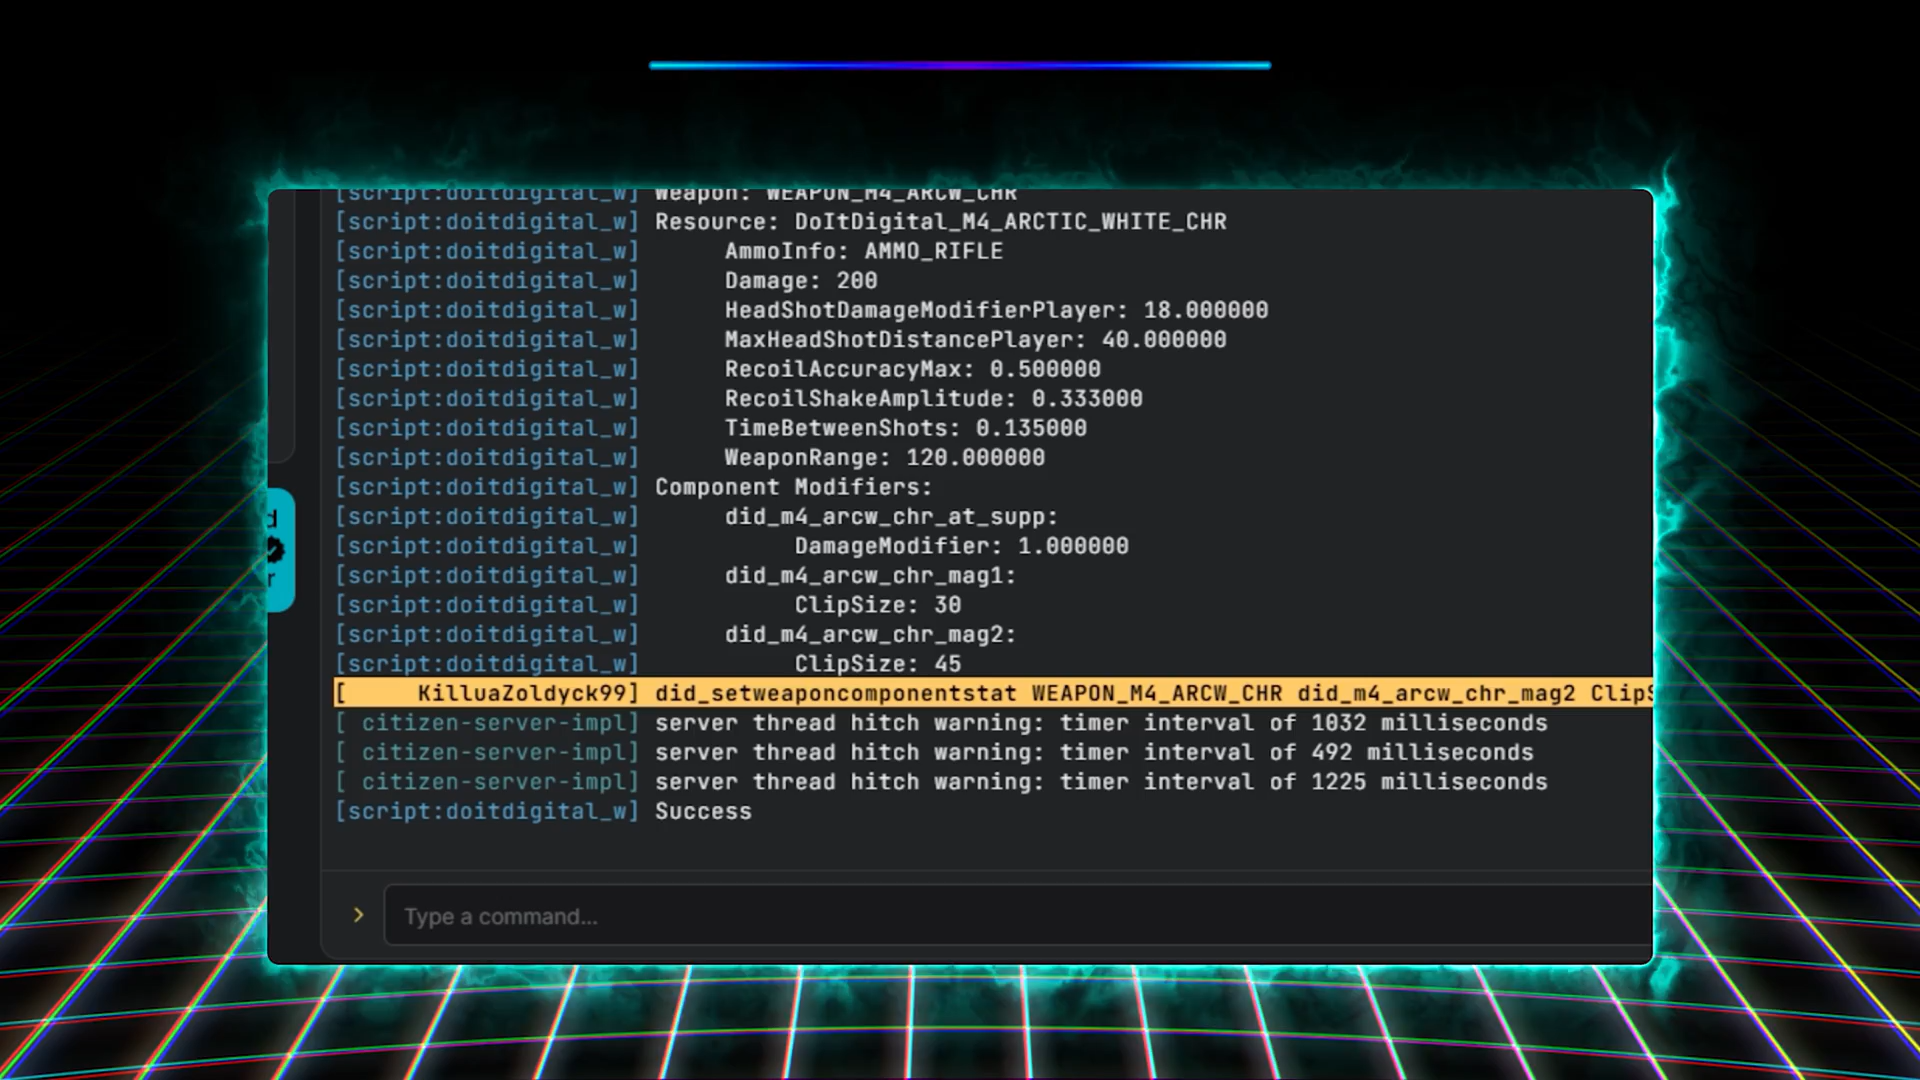 [script:doitdigital_w] Weapon: WEAPON_M4_ARCW_CHR
[script:doitdigital_w] Resource: DoItDigital_M4_ARCTIC_WHITE_CHR
[script:doitdigital_w] AmmoInfo: AMMO_RIFLE
[script:doitdigital_w] Damage: 200
[script:doitdigital_w] HeadShotDamageModifierPlayer: 18.000000
[script:doitdigital_w] MaxHeadShotDistancePlayer: 40.000000
[script:doitdigital_w] RecoilAccuracyMax: 0.500000
[script:doitdigital_w] RecoilShakeAmplitude: 0.333000
[script:doitdigital_w] TimeBetweenShots: 0.135000
[script:doitdigital_w] WeaponRange: 120.000000
[script:doitdigital_w] Component Modifiers:
[script:doitdigital_w] did_m4_arcw_chr_at_supp:
[script:doitdigital_w] DamageModifier: 1.000000
[script:doitdigital_w] did_m4_arcw_chr_mag1:
[script:doitdigital_w] ClipSize: 30
[script:doitdigital_w] did_m4_arcw_chr_mag2:
[script:doitdigital_w] ClipSize: 45
[ KilluaZoldyck99] did_setweaponcomponentstat WEAPON_M4_ARCW_CHR did_m4_arcw_chr_mag2 ClipS
[ citizen-server-impl] server thread hitch warning: timer interval of 1032 milliseconds
[ citizen-server-impl] server thread hitch warning: timer interval of 492 milliseconds
[ citizen-server-impl] server thread hitch warning: timer interval of 1225 milliseconds
[script:doitdigital_w] Success
d
r
> Type a command...